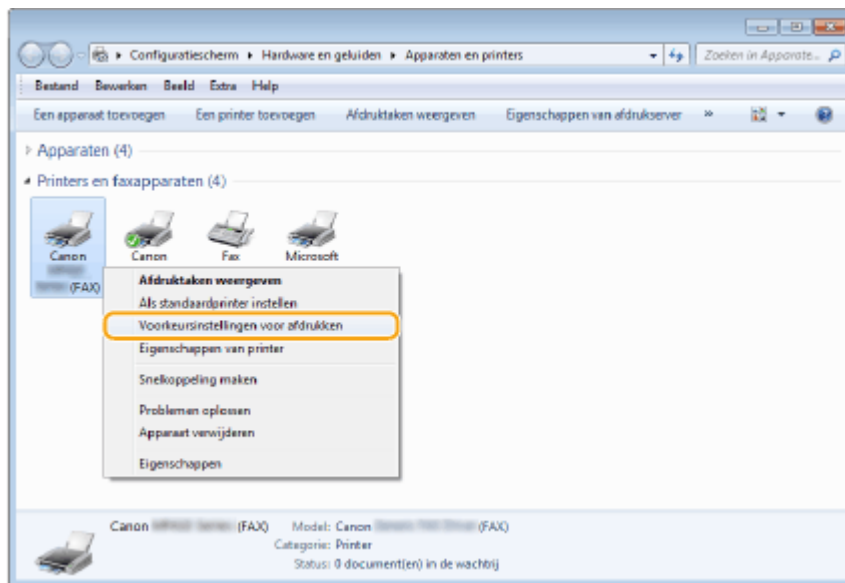 Configuratiescherm ▸ Hardware en geluiden ▸ Apparaten en printers
Zoeken in Apparate...
Bestand Bewerken Beeld Extra Help
Een apparaat toevoegen Een printer toevoegen Afdruktaken weergeven Eigenschappen van afdrukserver »
Apparaten (4)
Printers en faxapparaten (4)
Canon
(FAX)
Canon
Fax
Microsoft
Afdruktaken weergeven
Als standaardprinter instellen
Voorkeursinstellingen voor afdrukken
Eigenschappen van printer
Snelkoppeling maken
Problemen oplossen
Apparaat verwijderen
Eigenschappen
Canon (FAX) Model: Canon (FAX)
Categorie: Printer
Status: 0 document(en) in de wachtrij